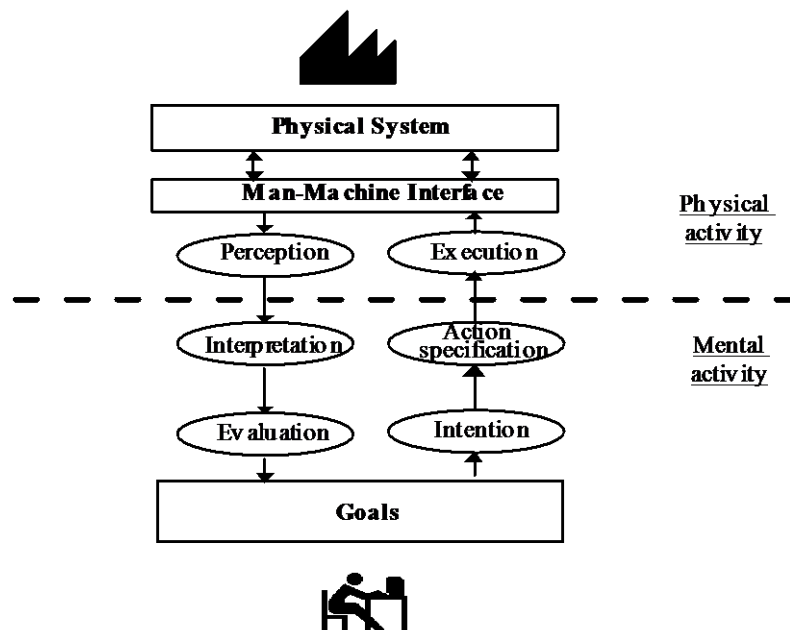 Physical System
Man-Machine Interface
Physical
activity
Perception
Execution
Interpretation
Action
specification
Mental
activity
Evaluation
Intention
Goals